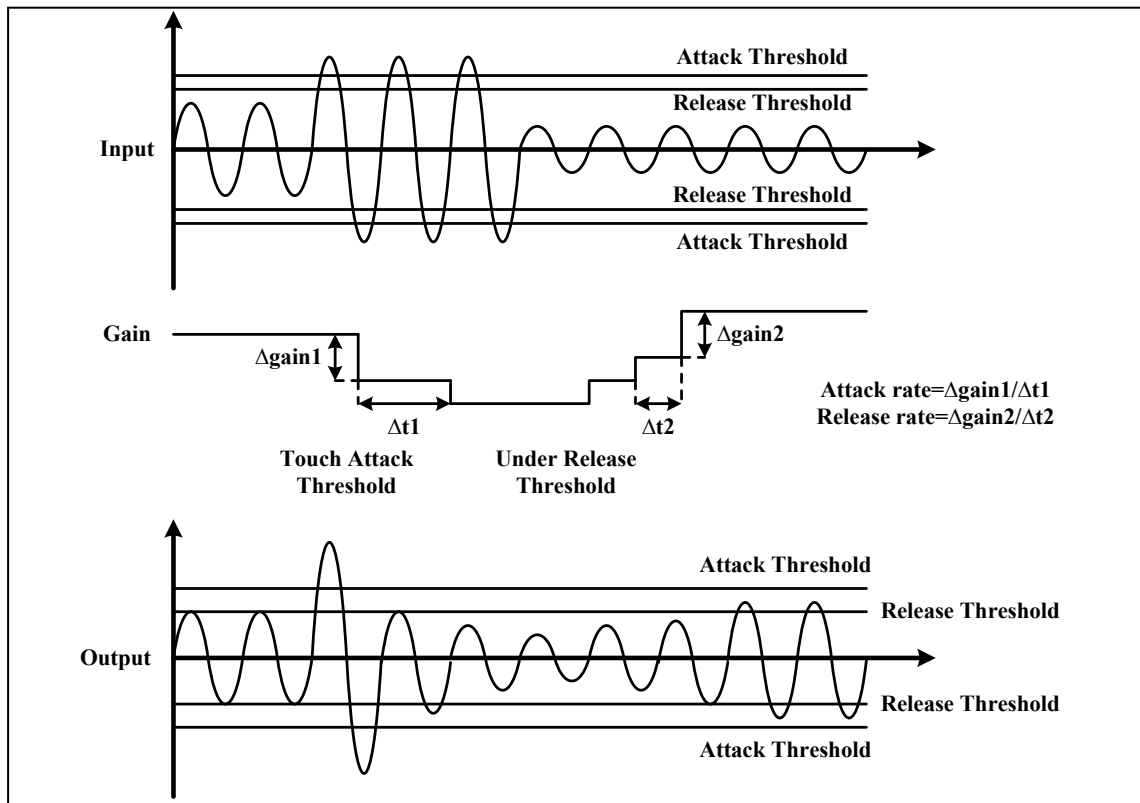 Attack Threshold
Release Threshold
Input
Release Threshold
Attack Threshold
Gain
Δgain1
Δgain2
Attack rate=Δgain1/Δt1
Release rate=Δgain2/Δt2
Δt1
Δt2
Touch Attack
Threshold
Under Release
Threshold
Attack Threshold
Release Threshold
Output
Release Threshold
Attack Threshold